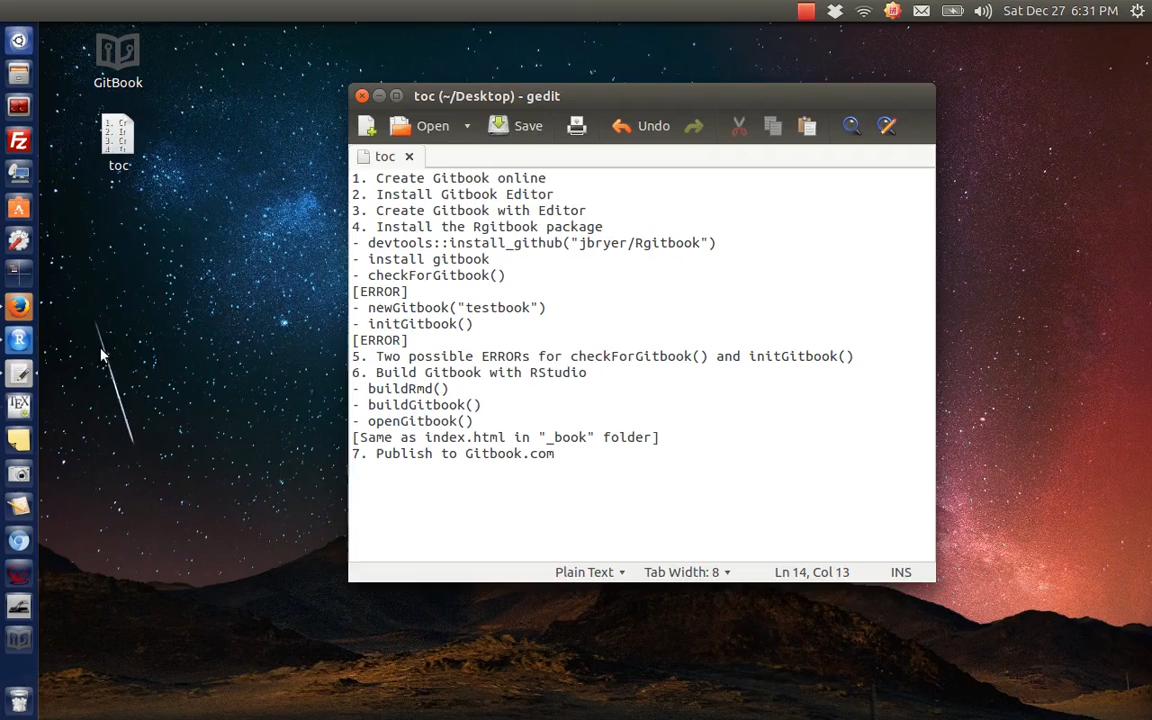 Sat Dec 27 6:31 PM
GitBook
toc
toc (~/Desktop) - gedit
Open
Save
Undo
toc
1. Create Gitbook online
2. Install Gitbook Editor
3. Create Gitbook with Editor
4. Install the Rgitbook package
- devtools::install_github("jbryer/Rgitbook")
- install gitbook
- checkForGitbook()
[ERROR]
- newGitbook("testbook")
- initGitbook()
[ERROR]
5. Two possible ERRORs for checkForGitbook() and initGitbook()
6. Build Gitbook with RStudio
- buildRmd()
- buildGitbook()
- openGitbook()
[Same as index.html in "_book" folder]
7. Publish to Gitbook.com
Plain Text Tab Width: 8 Ln 14, Col 13 INS